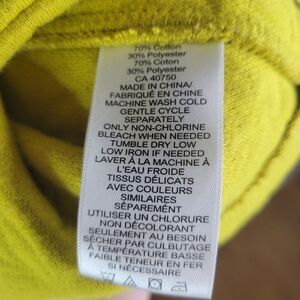 70% Cotton
30% Polyester
70% Coton
30% Polyester
CA 40750
MADE IN CHINA/
FABRIQUÉ EN CHINE
MACHINE WASH COLD
GENTLE CYCLE
SEPARATELY
ONLY NON-CHLORINE
BLEACH WHEN NEEDED
TUMBLE DRY LOW
LOW IRON IF NEEDED
LAVER À LA MACHINE À
L'EAU FROIDE
TISSUS DÉLICATS
AVEC COULEURS
SIMILAIRES
SÉPARÉMENT
UTILISER UN CHLORURE
NON DÉCOLORANT
SEULEMENT AU BESOIN
SÉCHER PAR CULBUTAGE
À TEMPÉRATURE BASSE
FAIBLE TENEUR EN FER
SI NÉCESSAIRE